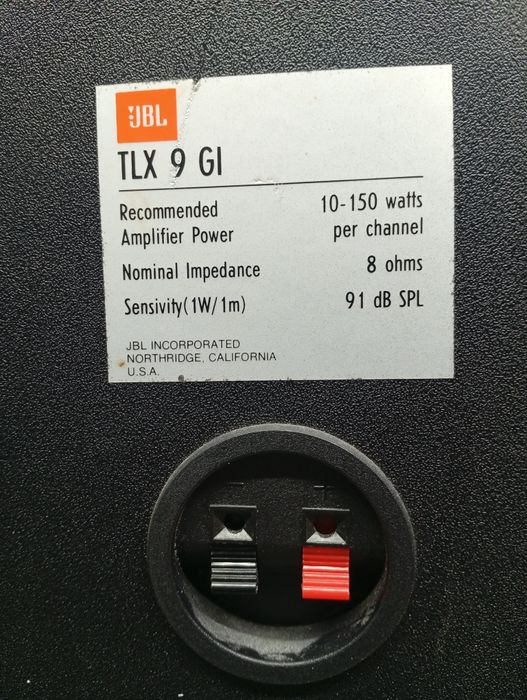 JBL
TLX 9 GI
Recommended 10-150 watts
Amplifier Power per channel
Nominal Impedance 8 ohms
Sensivity(1W/1m) 91 dB SPL
JBL INCORPORATED
NORTHRIDGE, CALIFORNIA
U.S.A.
- +